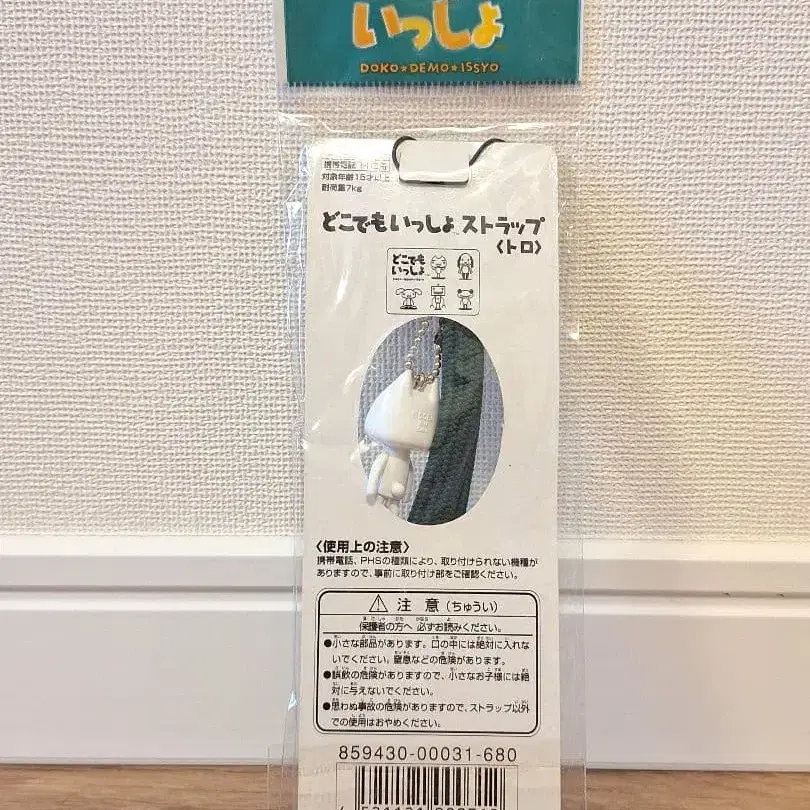 いっしょ
DOKO★DEMO★ISSYO
対象年齢15才以上
耐荷重7kg
どこでもいっしょ ストラップ
〈トロ〉
どこでも
いっしょ
〈使用上の注意〉
携帯電話、PHSの種類により、取り付けられない機種が
ありますので、事前に取り付け部をご確認ください。
⚠ 注意(ちゅうい)
保護者の方へ 必ずお読みください。
●小さな部品があります。口の中には絶対に入れな
いでください。窒息などの危険があります。
●誤飲の危険がありますので、小さなお子様には絶
対に与えないでください。
●思わぬ事故の危険がありますので、ストラップ以外
での使用はおやめください。
859430-00031-680